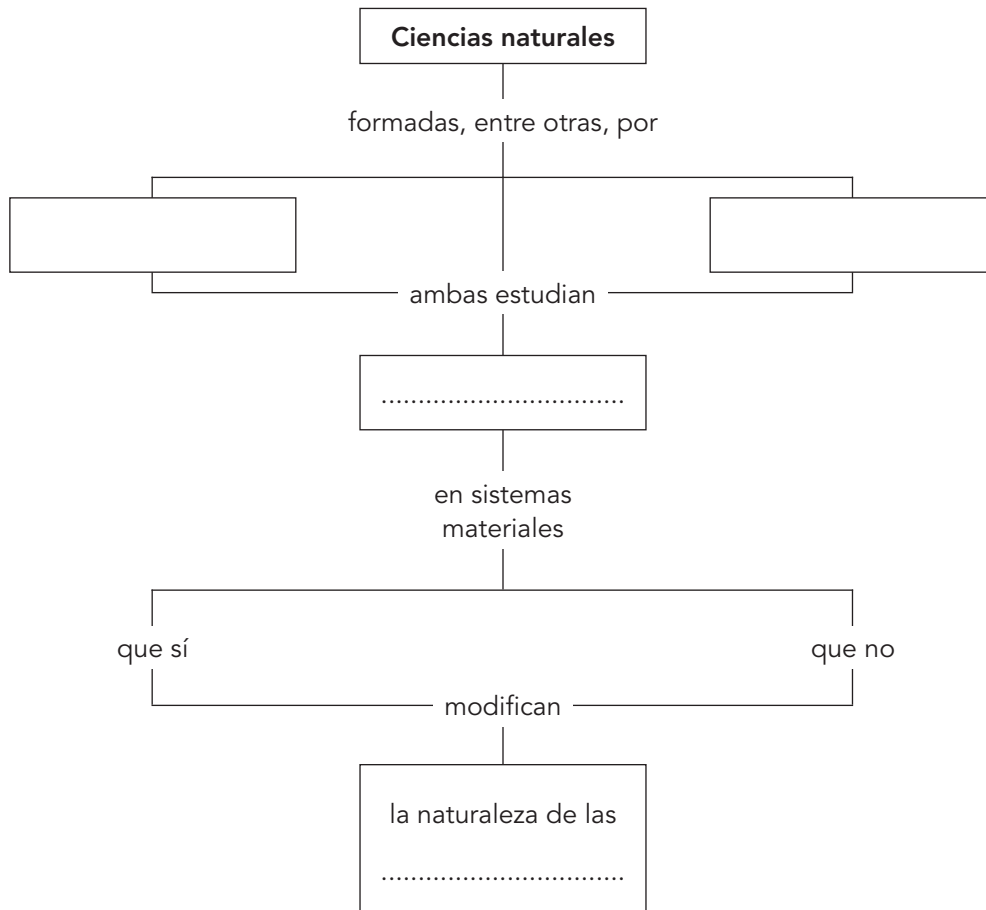 Ciencias naturales
formadas, entre otras, por
ambas estudian
.................................
en sistemas
materiales
que sí
que no
modifican
la naturaleza de las
.................................